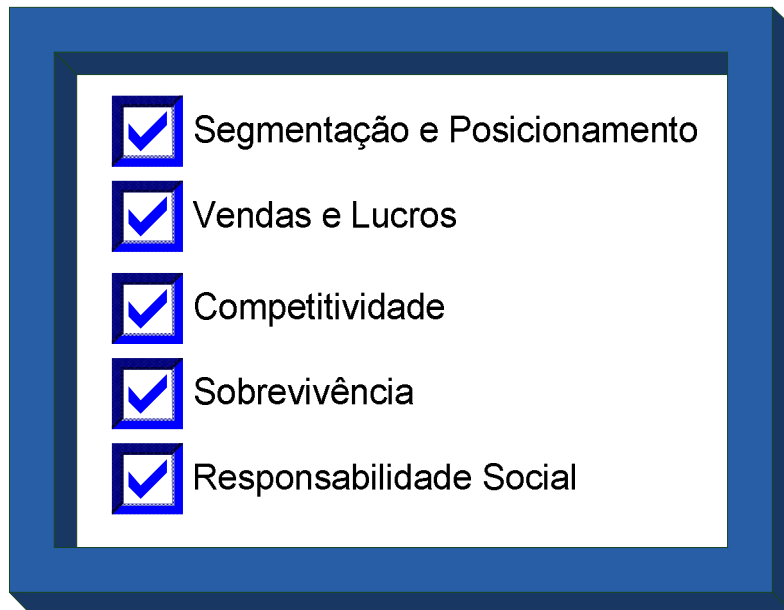 Segmentação e Posicionamento
Vendas e Lucros
Competitividade
Sobrevivência
Responsabilidade Social